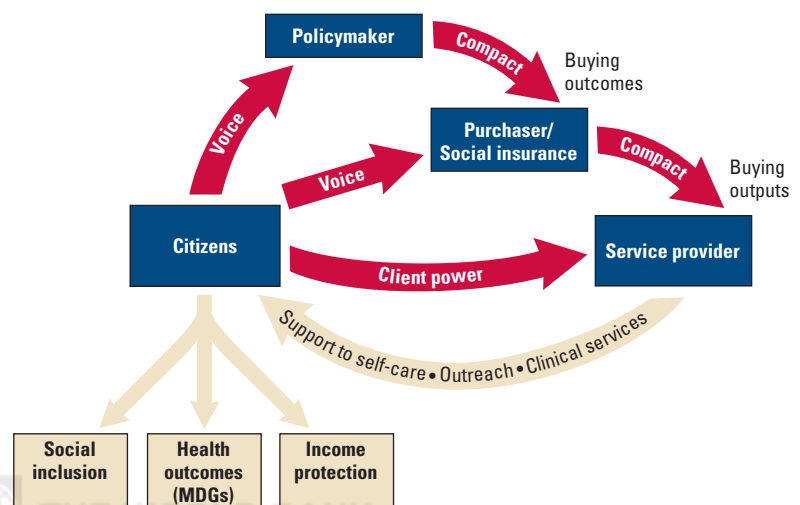 Policymaker
Compact
Buying
outcomes
Voice
Purchaser/
Social insurance
Voice
Compact
Buying
outputs
Citizens
Service provider
Client power
Support to self-care • Outreach • Clinical services
Social
inclusion
Health
outcomes
(MDGs)
Income
protection